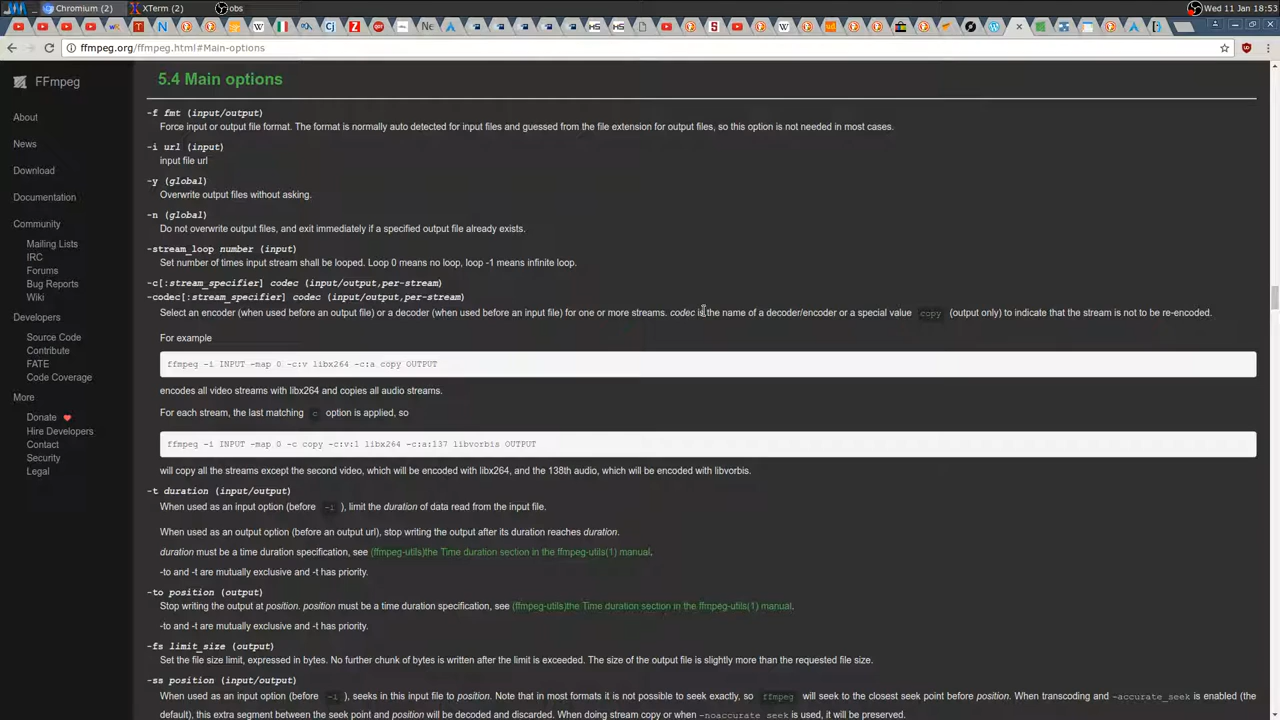 Chromium (2)
XTerm (2)
obs
Wed 11 Jan 18:53
ffmpeg.org/ffmpeg.html#Main-options
FFmpeg
About
News
Download
Documentation
Community
Mailing Lists
IRC
Forums
Bug Reports
Wiki
Developers
Source Code
Contribute
FATE
Code Coverage
More
Donate
Hire Developers
Contact
Security
Legal
5.4 Main options
-f fmt (input/output)
Force input or output file format. The format is normally auto detected for input files and guessed from the file extension for output files, so this option is not needed in most cases.
-i url (input)
input file url
-y (global)
Overwrite output files without asking.
-n (global)
Do not overwrite output files, and exit immediately if a specified output file already exists.
-stream_loop number (input)
Set number of times input stream shall be looped. Loop 0 means no loop, loop -1 means infinite loop.
-c[:stream_specifier] codec (input/output,per-stream)
-codec[:stream_specifier] codec (input/output,per-stream)
Select an encoder (when used before an output file) or a decoder (when used before an input file) for one or more streams. codec is the name of a decoder/encoder or a special value copy (output only) to indicate that the stream is not to be re-encoded.
For example
ffmpeg -i INPUT -map 0 -c:v libx264 -c:a copy OUTPUT
encodes all video streams with libx264 and copies all audio streams.
For each stream, the last matching c option is applied, so
ffmpeg -i INPUT -map 0 -c copy -c:v:1 libx264 -c:a:137 libvorbis OUTPUT
will copy all the streams except the second video, which will be encoded with libx264, and the 138th audio, which will be encoded with libvorbis.
-t duration (input/output)
When used as an input option (before -i ), limit the duration of data read from the input file.
When used as an output option (before an output url), stop writing the output after its duration reaches duration.
duration must be a time duration specification, see (ffmpeg-utils)the Time duration section in the ffmpeg-utils(1) manual.
-to and -t are mutually exclusive and -t has priority.
-to position (output)
Stop writing the output at position. position must be a time duration specification, see (ffmpeg-utils)the Time duration section in the ffmpeg-utils(1) manual.
-to and -t are mutually exclusive and -t has priority.
-fs limit_size (output)
Set the file size limit, expressed in bytes. No further chunk of bytes is written after the limit is exceeded. The size of the output file is slightly more than the requested file size.
-ss position (input/output)
When used as an input option (before -i ), seeks in this input file to position. Note that in most formats it is not possible to seek exactly, so ffmpeg will seek to the closest seek point before position. When transcoding and -accurate_seek is enabled (the
default), this extra segment between the seek point and position will be decoded and discarded. When doing stream copy or when -noaccurate_seek is used, it will be preserved.